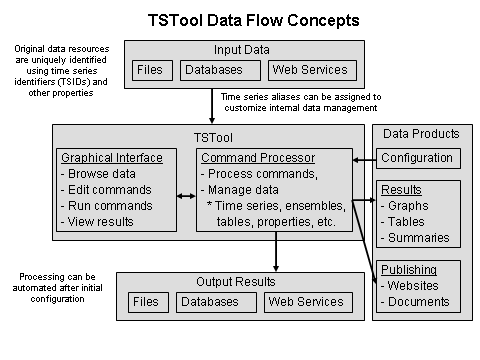 TSTool Data Flow Concepts
Original data resources
are uniquely identified
using time series
identifiers (TSIDs) and
other properties
Input Data
Files
Databases
Web Services
Time series aliases can be assigned to
customize internal data management
TSTool
Graphical Interface
- Browse data
- Edit commands
- Run commands
- View results
Command Processor
- Process commands,
- Manage data
* Time series, ensembles,
tables, properties, etc.
Data Products
Configuration
Results
- Graphs
- Tables
- Summaries
Publishing
- Websites
- Documents
Processing can be
automated after initial
configuration
Output Results
Files
Databases
Web Services